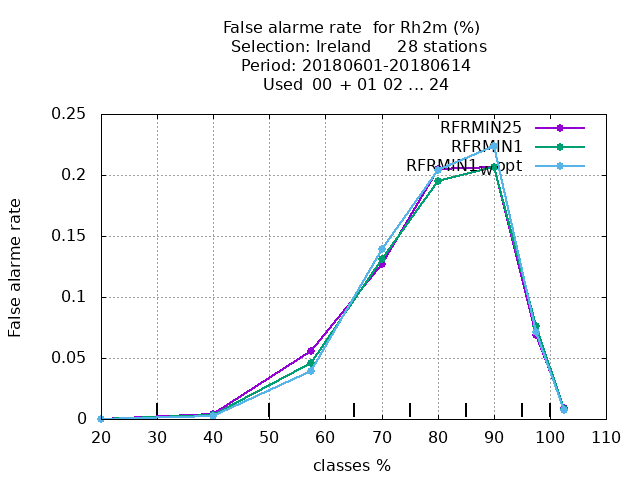 False alarme rate  for Rh2m (%)
Selection: Ireland     28 stations
Period: 20180601-20180614
Used  00 + 01 02 ... 24
RFRMIN25
RFRMIN1
RFRMIN1_wopt
0.25
0.2
0.15
0.1
0.05
0
False alarme rate
20 30 40 50 60 70 80 90 100 110
classes %